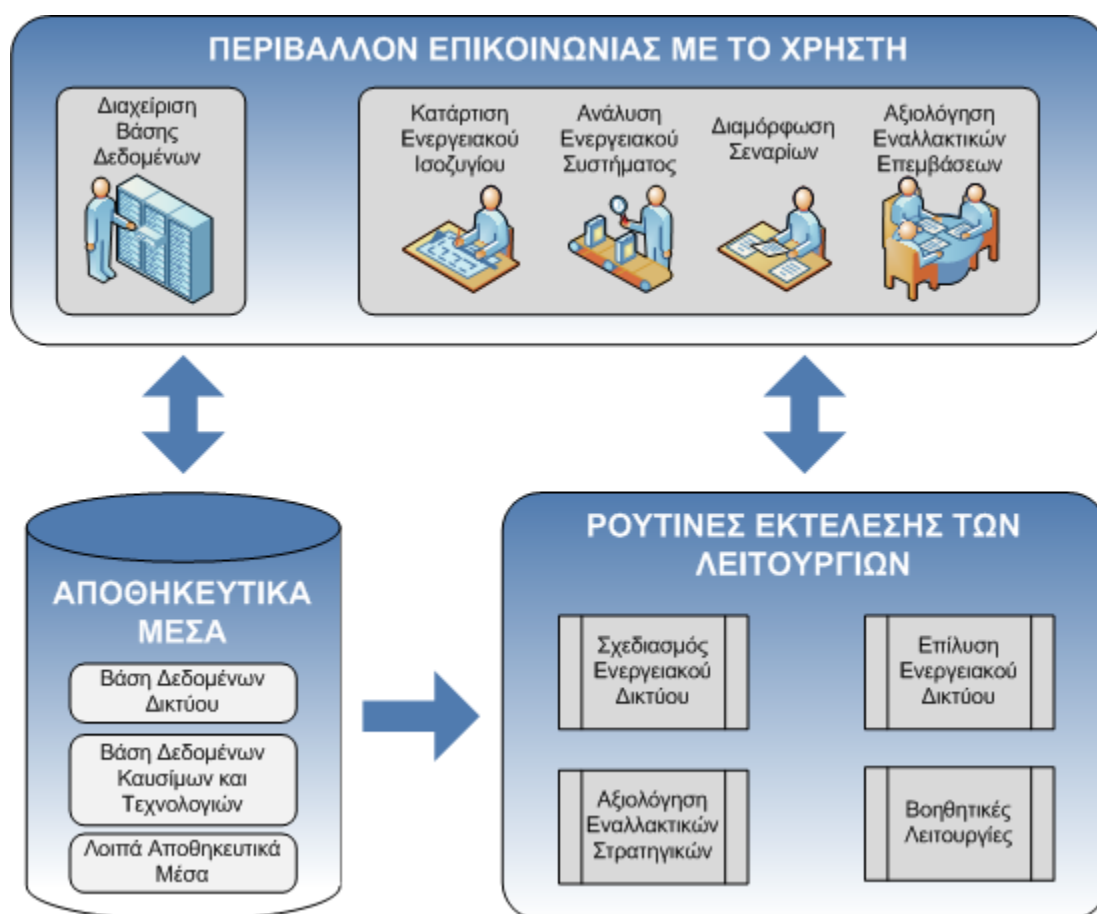 ΠΕΡΙΒΑΛΛΟΝ ΕΠΙΚΟΙΝΩΝΙΑΣ ΜΕ ΤΟ ΧΡΗΣΤΗ
Διαχείριση
Βάσης
Δεδομένων
Κατάρτιση
Ενεργειακού
Ισοζυγίου
Ανάλυση
Ενεργειακού
Συστήματος
Διαμόρφωση
Σεναρίων
Αξιολόγηση
Εναλλακτικών
Επεμβάσεων
ΑΠΟΘΗΚΕΥΤΙΚΑ
ΜΕΣΑ
Βάση Δεδομένων
Δικτύου
Βάση Δεδομένων
Καυσίμων και
Τεχνολογιών
Λοιπά Αποθηκευτικά
Μέσα
ΡΟΥΤΙΝΕΣ ΕΚΤΕΛΕΣΗΣ ΤΩΝ
ΛΕΙΤΟΥΡΓΙΩΝ
Σχεδιασμός
Ενεργειακού
Δικτύου
Επίλυση
Ενεργειακού
Δικτύου
Αξιολόγηση
Εναλλακτικών
Στρατηγικών
Βοηθητικές
Λειτουργίες